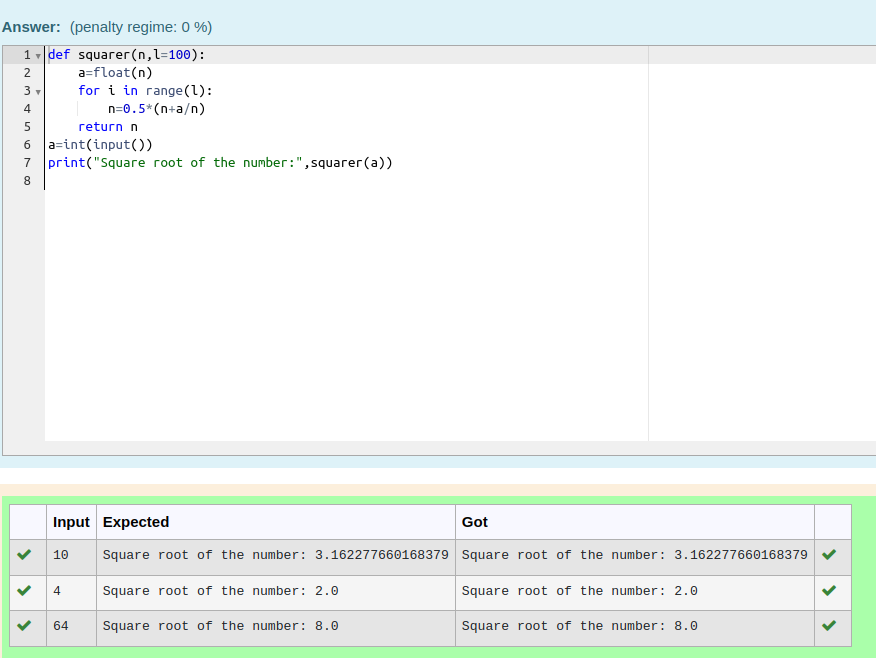 Answer: (penalty regime: 0 %)
1 def squarer(n,l=100):
2     a=float(n)
3     for i in range(l):
4         n=0.5*(n+a/n)
5     return n
6 a=int(input())
7 print("Square root of the number:",squarer(a))
8
Input Expected Got
10 Square root of the number: 3.162277660168379 Square root of the number: 3.162277660168379
4 Square root of the number: 2.0 Square root of the number: 2.0
64 Square root of the number: 8.0 Square root of the number: 8.0